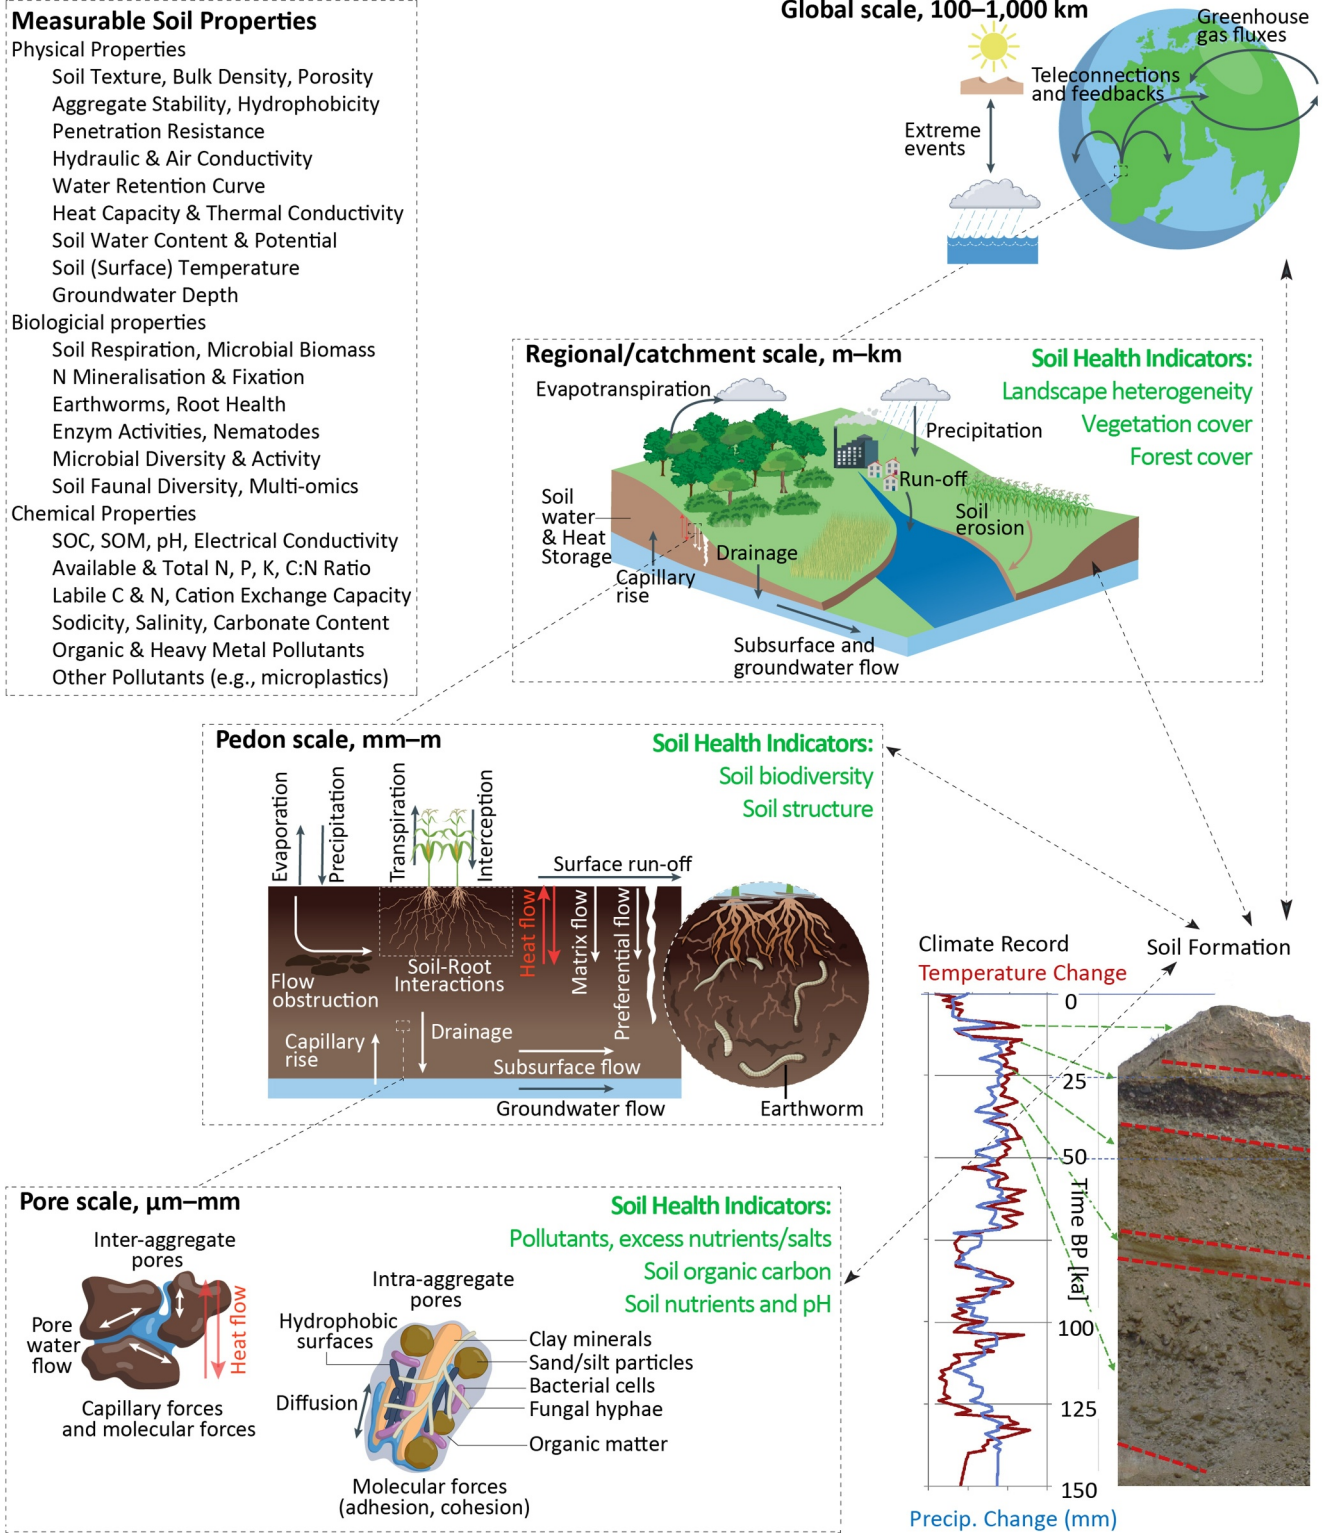 Measurable Soil Properties
Physical Properties
Soil Texture, Bulk Density, Porosity
Aggregate Stability, Hydrophobicity
Penetration Resistance
Hydraulic & Air Conductivity
Water Retention Curve
Heat Capacity & Thermal Conductivity
Soil Water Content & Potential
Soil (Surface) Temperature
Groundwater Depth
Biologicial properties
Soil Respiration, Microbial Biomass
N Mineralisation & Fixation
Earthworms, Root Health
Enzym Activities, Nematodes
Microbial Diversity & Activity
Soil Faunal Diversity, Multi-omics
Chemical Properties
SOC, SOM, pH, Electrical Conductivity
Available & Total N, P, K, C:N Ratio
Labile C & N, Cation Exchange Capacity
Sodicity, Salinity, Carbonate Content
Organic & Heavy Metal Pollutants
Other Pollutants (e.g., microplastics)
Global scale, 100–1,000 km
Greenhouse
gas fluxes
Teleconnections
and feedbacks
Extreme
events
Regional/catchment scale, m–km
Soil Health Indicators:
Landscape heterogeneity
Vegetation cover
Forest cover
Evapotranspiration
Precipitation
Run-off
Soil
erosion
Soil
water
& Heat
Storage
Drainage
Capillary
rise
Subsurface and
groundwater flow
Pedon scale, mm–m
Soil Health Indicators:
Soil biodiversity
Soil structure
Evaporation
Precipitation
Transpiration
Interception
Surface run-off
Heat flow
Matrix flow
Preferential flow
Flow
obstruction
Soil-Root
Interactions
Capillary
rise
Drainage
Subsurface flow
Groundwater flow
Earthworm
Pore scale, µm–mm
Soil Health Indicators:
Pollutants, excess nutrients/salts
Soil organic carbon
Soil nutrients and pH
Inter-aggregate
pores
Pore
water
flow
Heat flow
Capillary forces
and molecular forces
Intra-aggregate
pores
Hydrophobic
surfaces
Diffusion
Clay minerals
Sand/silt particles
Bacterial cells
Fungal hyphae
Organic matter
Molecular forces
(adhesion, cohesion)
Soil Formation
Climate Record
Temperature Change
0
25
50
Time BP [ka]
100
125
150
Precip. Change (mm)